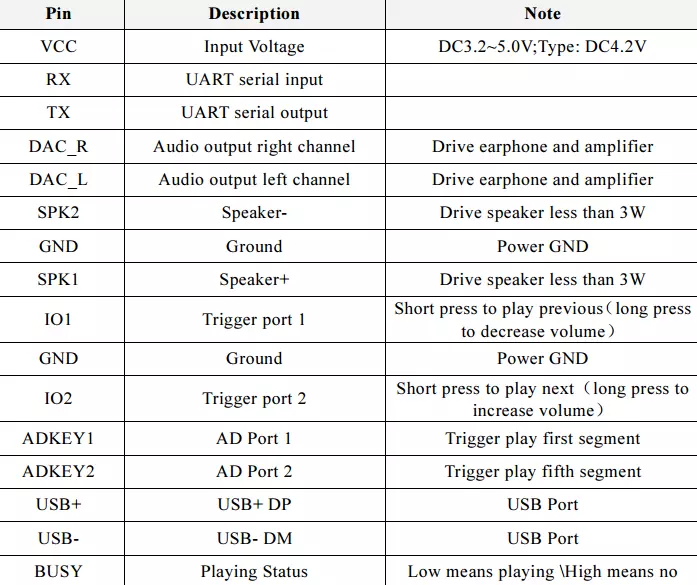 Pin Description Note
VCC Input Voltage DC3.2~5.0V;Type: DC4.2V
RX UART serial input
TX UART serial output
DAC_R Audio output right channel Drive earphone and amplifier
DAC_L Audio output left channel Drive earphone and amplifier
SPK2 Speaker- Drive speaker less than 3W
GND Ground Power GND
SPK1 Speaker+ Drive speaker less than 3W
IO1 Trigger port 1 Short press to play previous（long press
to decrease volume）
GND Ground Power GND
IO2 Trigger port 2 Short press to play next（long press to
increase volume）
ADKEY1 AD Port 1 Trigger play first segment
ADKEY2 AD Port 2 Trigger play fifth segment
USB+ USB+ DP USB Port
USB- USB- DM USB Port
BUSY Playing Status Low means playing \High means no